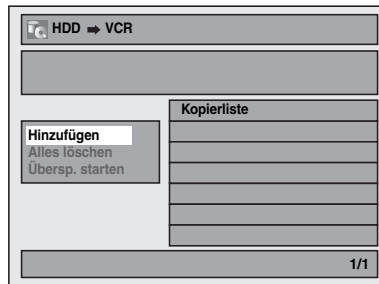 HDD ➡ VCR
Kopierliste
Hinzufügen
Alles löschen
Übersp. starten
1/1